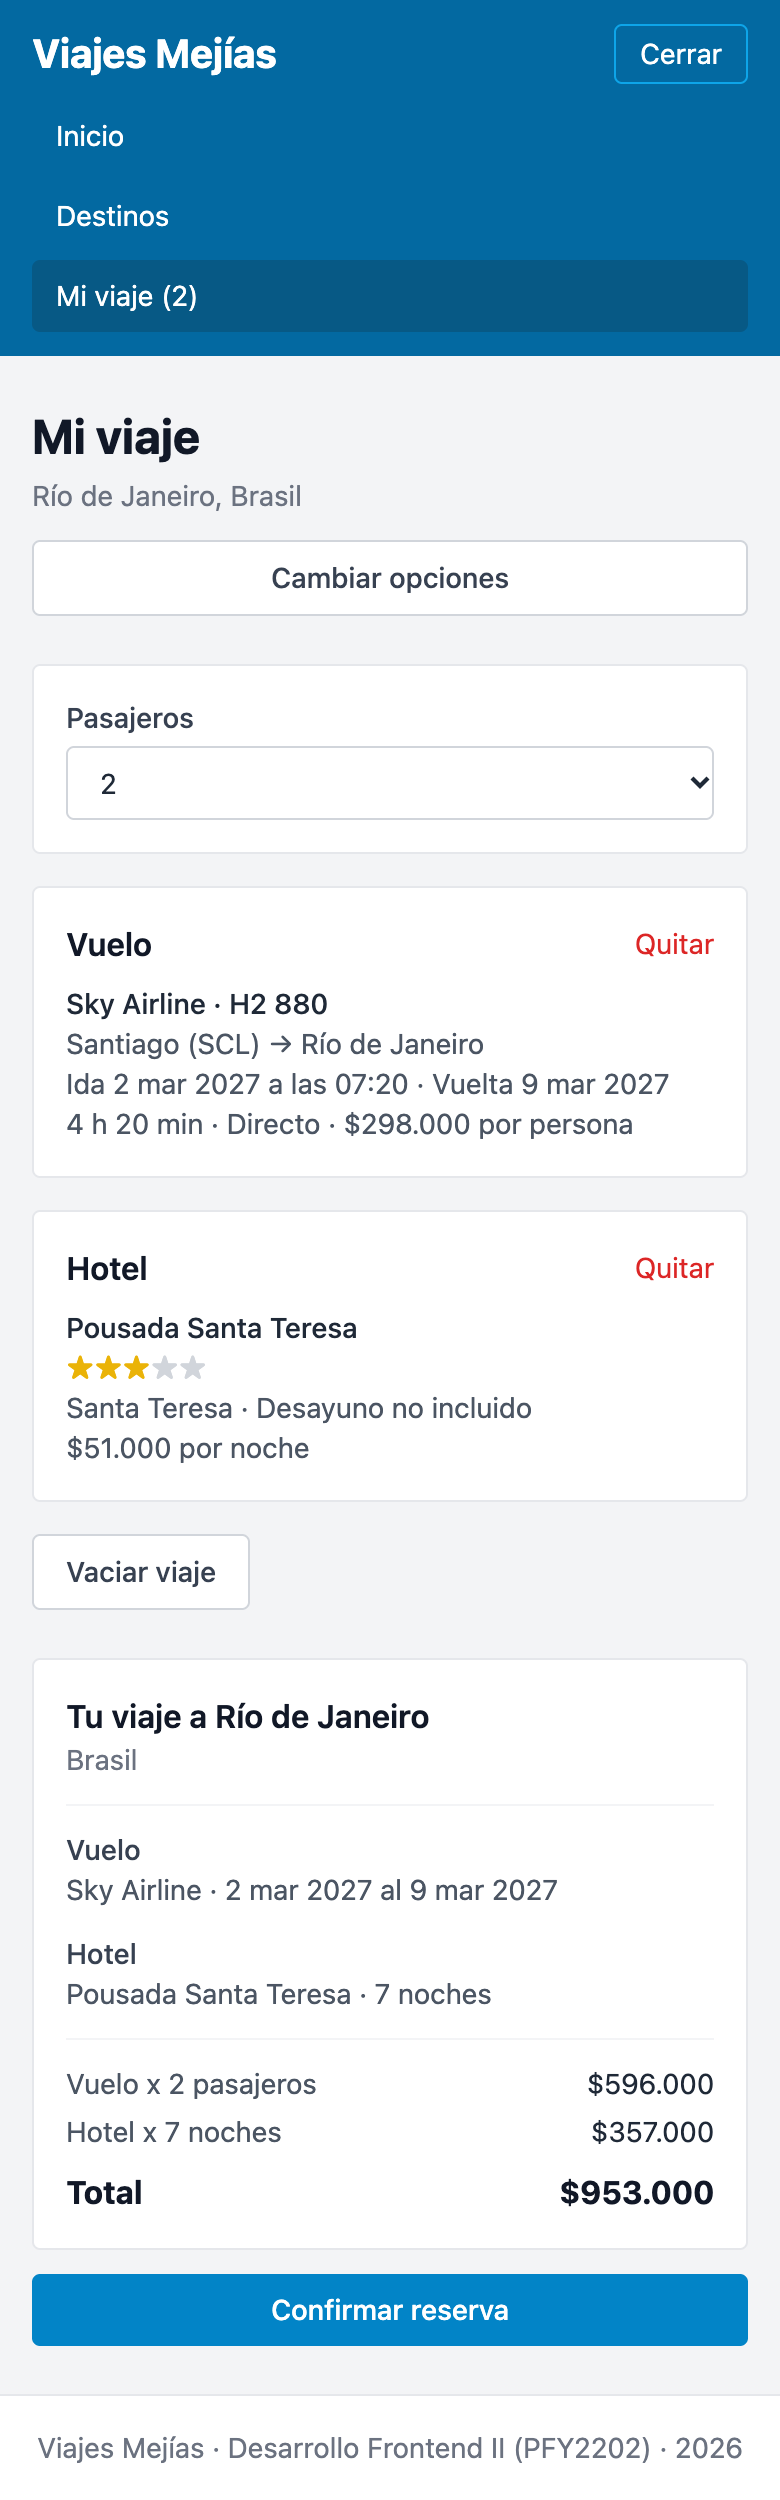 Viajes Mejías
Cerrar
Inicio
Destinos
Mi viaje (2)
Mi viaje
Río de Janeiro, Brasil
Cambiar opciones
Pasajeros
2
Vuelo
Quitar
Sky Airline · H2 880
Santiago (SCL) → Río de Janeiro
Ida 2 mar 2027 a las 07:20 · Vuelta 9 mar 2027
4 h 20 min · Directo · $298.000 por persona
Hotel
Quitar
Pousada Santa Teresa
Santa Teresa · Desayuno no incluido
$51.000 por noche
Vaciar viaje
Tu viaje a Río de Janeiro
Brasil
Vuelo
Sky Airline · 2 mar 2027 al 9 mar 2027
Hotel
Pousada Santa Teresa · 7 noches
Vuelo x 2 pasajeros $596.000
Hotel x 7 noches $357.000
Total $953.000
Confirmar reserva
Viajes Mejías · Desarrollo Frontend II (PFY2202) · 2026